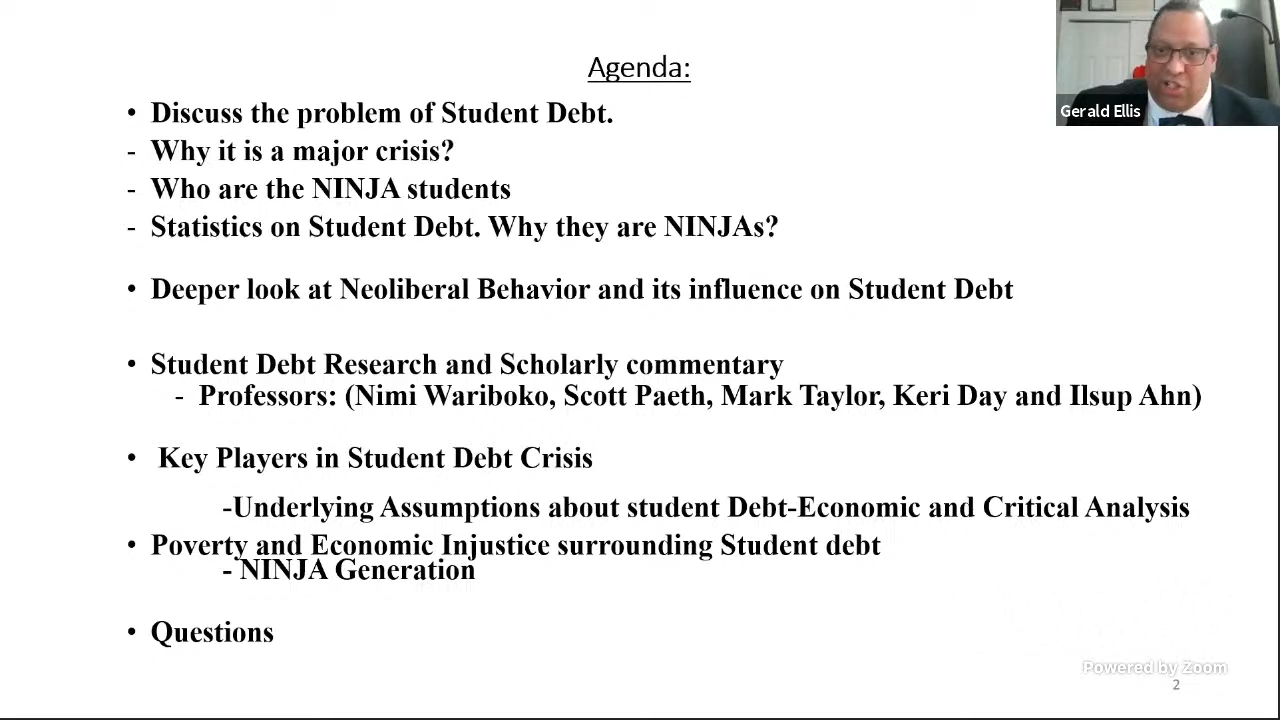 Agenda:
• Discuss the problem of Student Debt.
- Why it is a major crisis?
- Who are the NINJA students
- Statistics on Student Debt. Why they are NINJAs?
• Deeper look at Neoliberal Behavior and its influence on Student Debt
• Student Debt Research and Scholarly commentary
- Professors: (Nimi Wariboko, Scott Paeth, Mark Taylor, Keri Day and Ilsup Ahn)
• Key Players in Student Debt Crisis
-Underlying Assumptions about student Debt-Economic and Critical Analysis
• Poverty and Economic Injustice surrounding Student debt
- NINJA Generation
• Questions
Gerald Ellis
Powered by Zoom
2